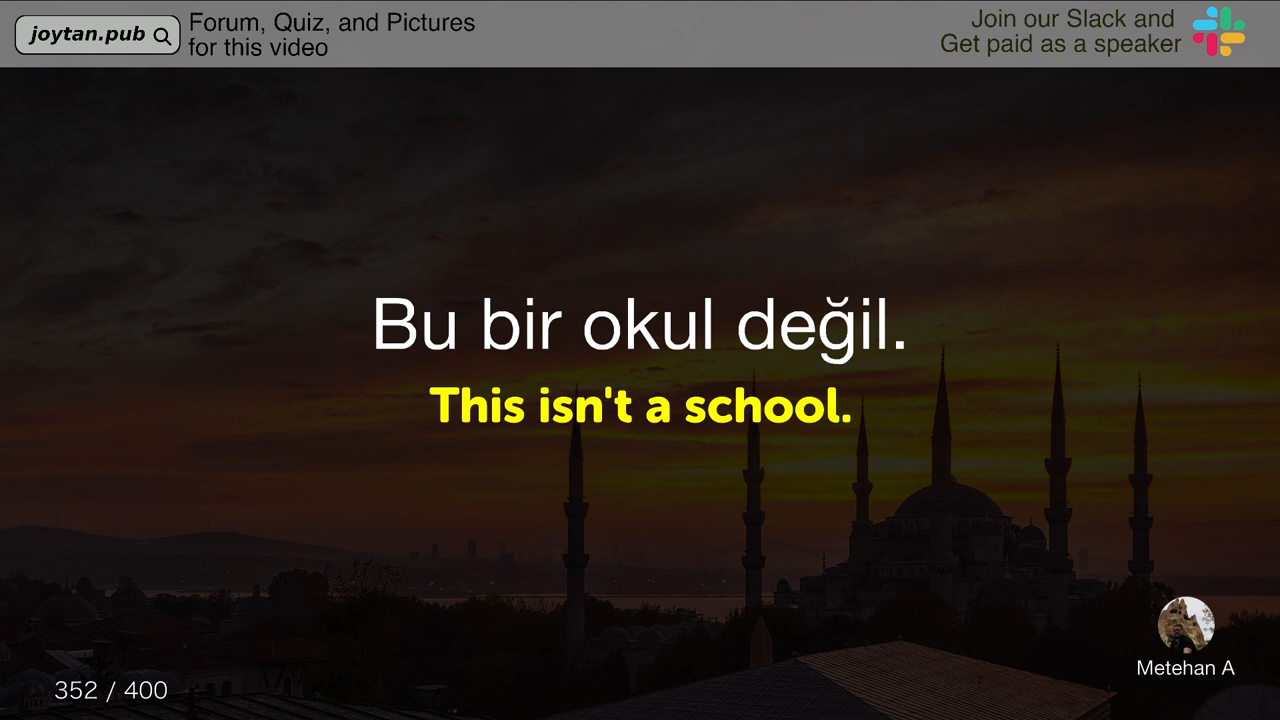 joytan.pub
Forum, Quiz, and Pictures
for this video
Join our Slack and
Get paid as a speaker
Bu bir okul değil.
This isn't a school.
Metehan A
352 / 400